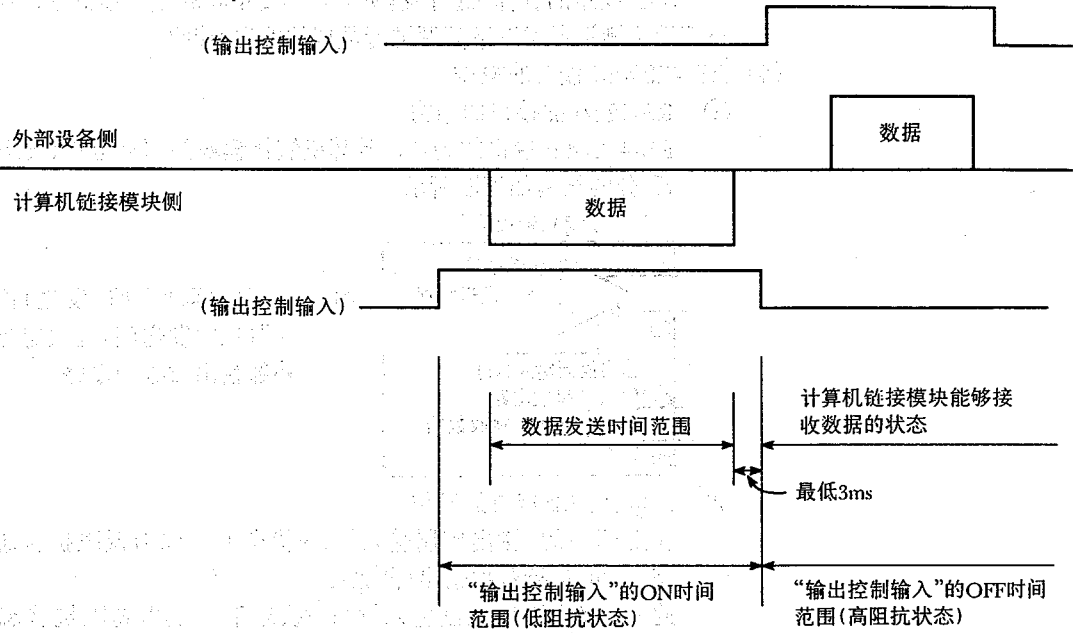 (输出控制输入)
外部设备侧
数据
计算机链接模块侧
数据
(输出控制输入)
数据发送时间范围
计算机链接模块能够接
收数据的状态
最低3ms
“输出控制输入”的ON时间
范围(低阻抗状态)
“输出控制输入”的OFF时间
范围(高阻抗状态)